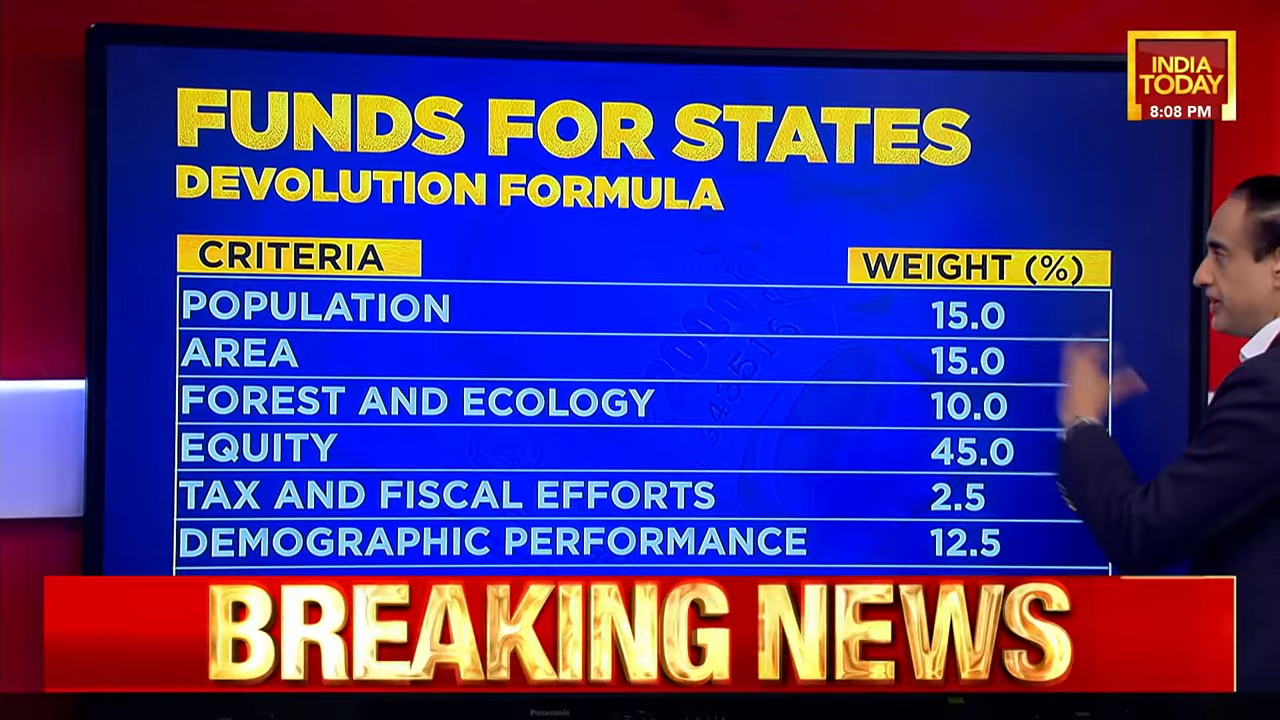 INDIA
TODAY
8:08 PM
FUNDS FOR STATES
DEVOLUTION FORMULA
CRITERIA WEIGHT (%)
POPULATION 15.0
AREA 15.0
FOREST AND ECOLOGY 10.0
EQUITY 45.0
TAX AND FISCAL EFFORTS 2.5
DEMOGRAPHIC PERFORMANCE 12.5
BREAKING NEWS
Panasonic